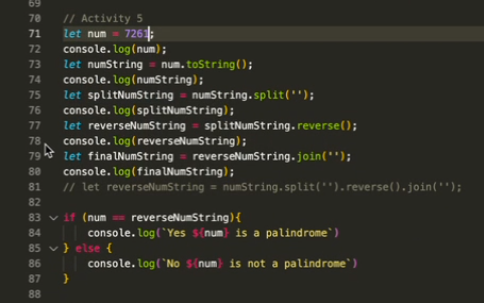 69
70 // Activity 5
71 let num = 7261;
72 console.log(num);
73 let numString = num.toString();
74 console.log(numString);
75 let splitNumString = numString.split('');
76 console.log(splitNumString);
77 let reverseNumString = splitNumString.reverse();
78 console.log(reverseNumString);
79 let finalNumString = reverseNumString.join('');
80 console.log(finalNumString);
81 // let reverseNumString = numString.split('').reverse().join('');
82
83 if (num == reverseNumString){
84 console.log(`Yes ${num} is a palindrome`)
85 } else {
86 console.log(`No ${num} is not a palindrome`)
87 }
88